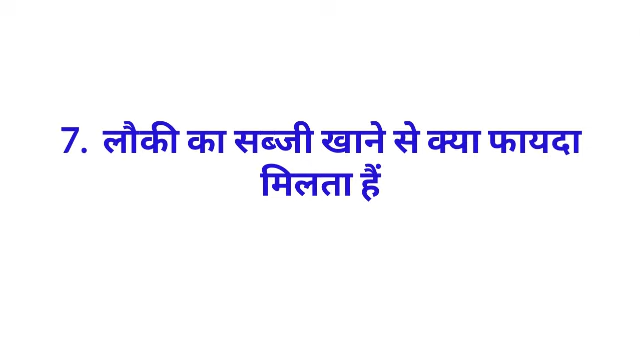 7. लौकी का सब्जी खाने से क्या फायदा
मिलता हैं